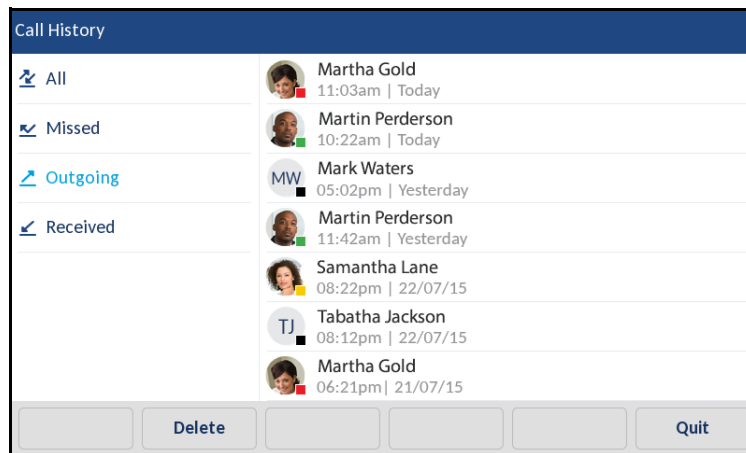 Call History
All
Missed
Outgoing
Received
Martha Gold
11:03am | Today
Martin Perderson
10:22am | Today
MW
Mark Waters
05:02pm | Yesterday
Martin Perderson
11:42am | Yesterday
Samantha Lane
08:22pm | 22/07/15
TJ
Tabatha Jackson
08:12pm | 22/07/15
Martha Gold
06:21pm| 21/07/15
Delete
Quit